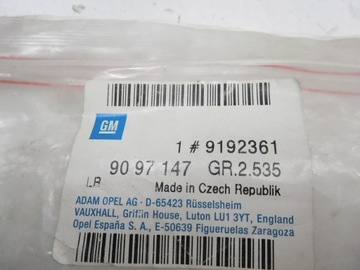 GM
1 # 9192361
90 97 147 GR.2.535
LR Made in Czech Republik
ADAM OPEL AG · D-65423 Rüsselsheim
VAUXHALL, Griffin House, Luton LU1 3YT, England
Opel España S. A., E-50639 Figueruelas Zaragoza